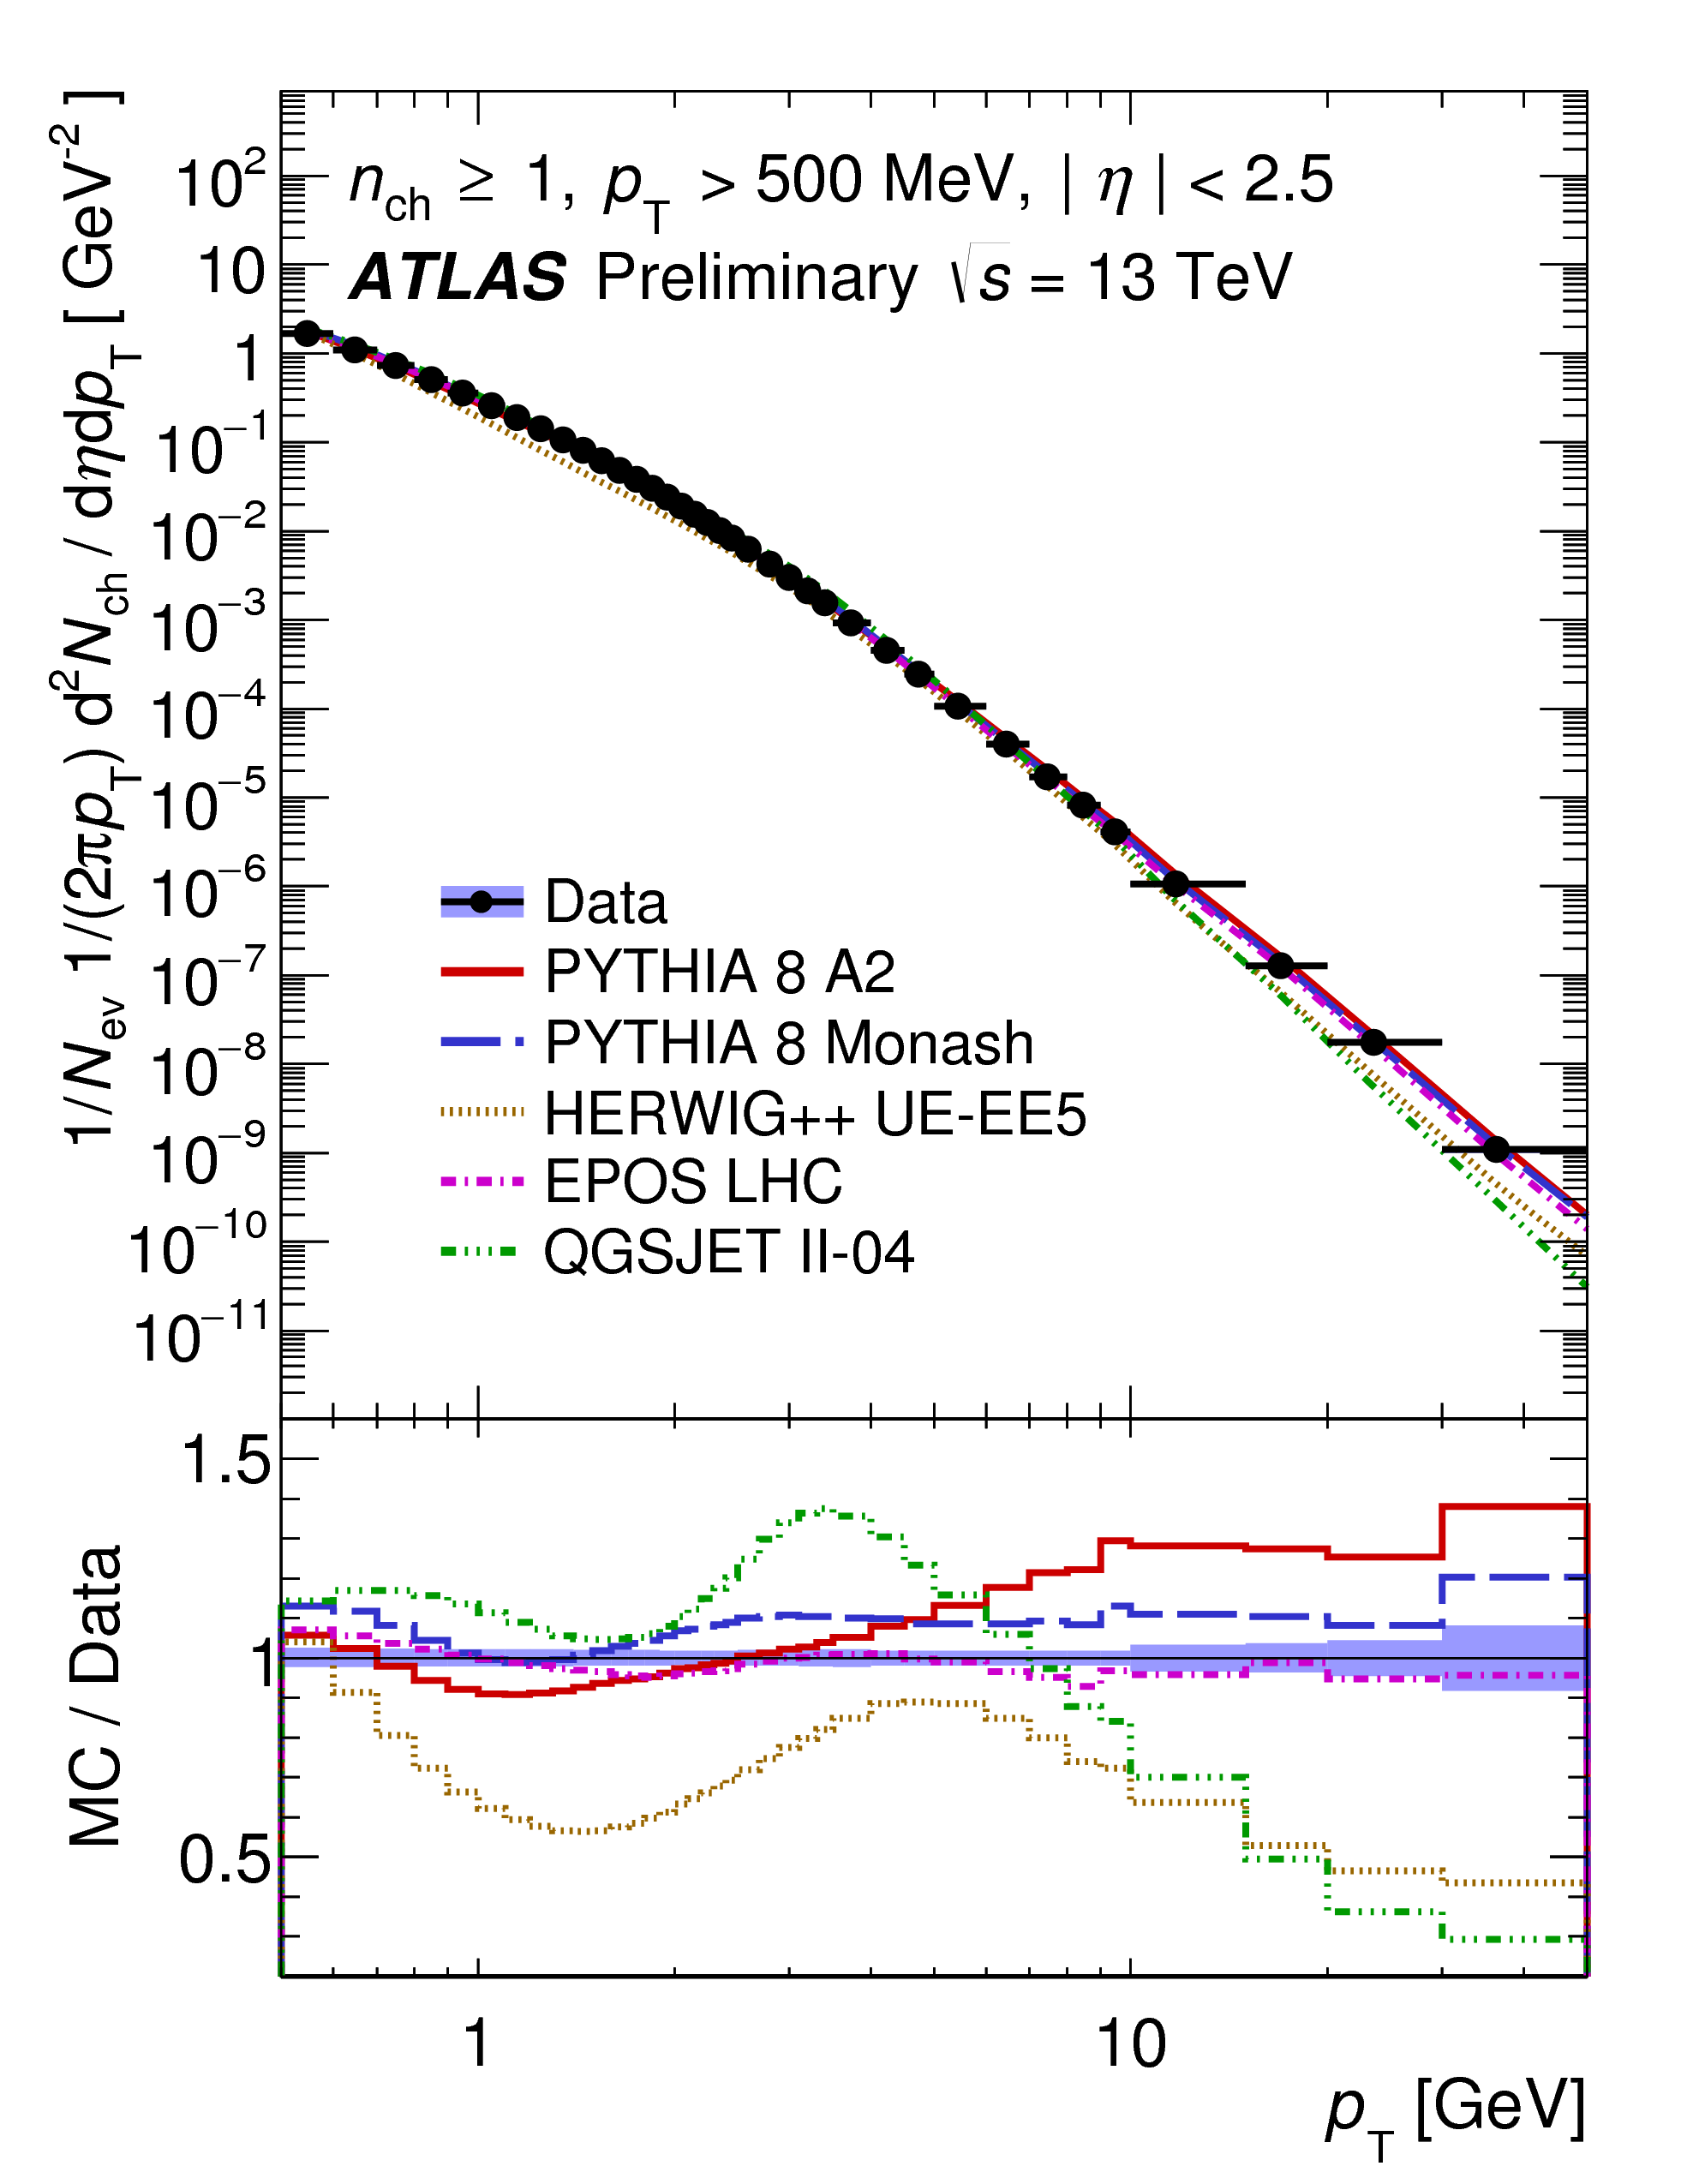 n_ch ≥ 1, p_T > 500 MeV, | η | < 2.5
ATLAS Preliminary √s = 13 TeV
1/N_ev 1/(2πp_T) d²N_ch / dηdp_T [ GeV⁻² ]
10²
10
1
10⁻¹
10⁻²
10⁻³
10⁻⁴
10⁻⁵
10⁻⁶
10⁻⁷
10⁻⁸
10⁻⁹
10⁻¹⁰
10⁻¹¹
Data
PYTHIA 8 A2
PYTHIA 8 Monash
HERWIG++ UE-EE5
EPOS LHC
QGSJET II-04
MC / Data
1.5
1
0.5
1 10
p_T [GeV]